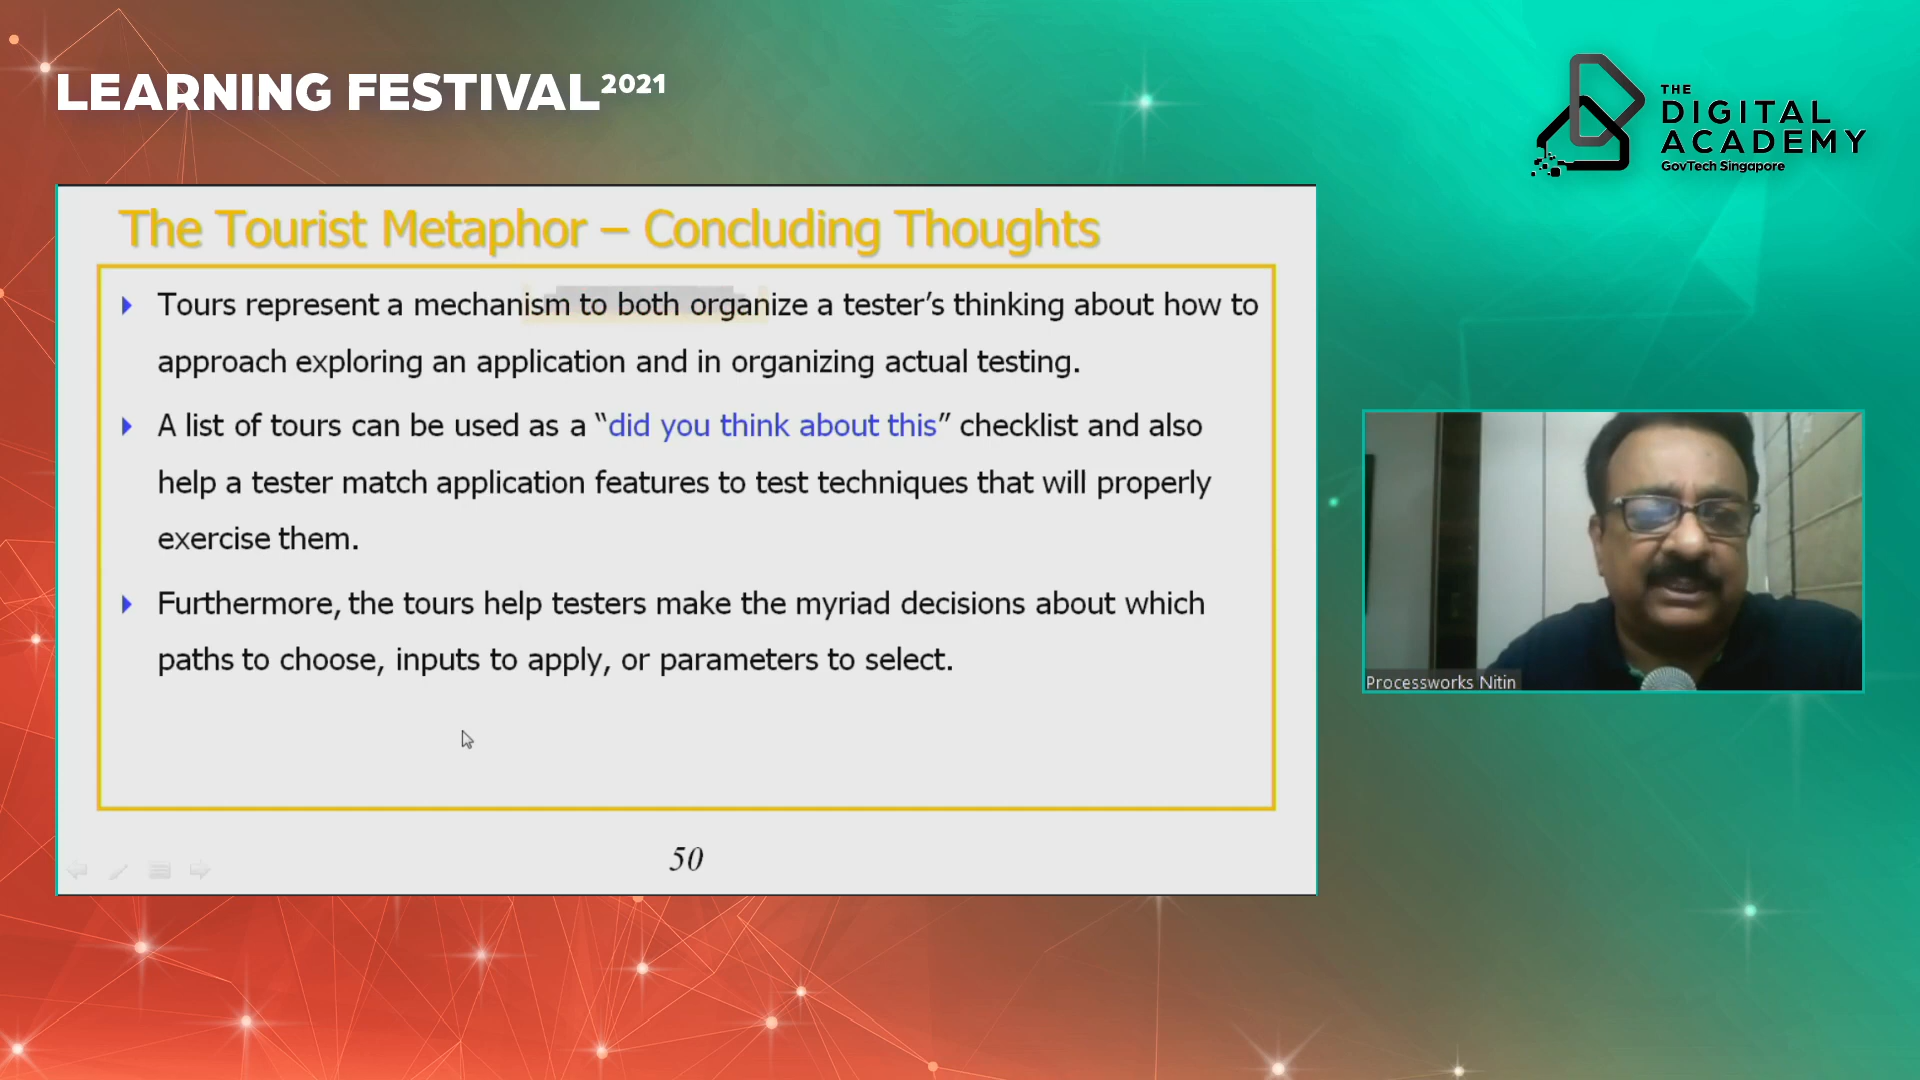 LEARNING FESTIVAL 2021
THE
DIGITAL
ACADEMY
GovTech Singapore
The Tourist Metaphor – Concluding Thoughts
Tours represent a mechanism to both organize a tester’s thinking about how to
approach exploring an application and in organizing actual testing.
A list of tours can be used as a “did you think about this” checklist and also
help a tester match application features to test techniques that will properly
exercise them.
Furthermore, the tours help testers make the myriad decisions about which
paths to choose, inputs to apply, or parameters to select.
50
Processworks Nitin